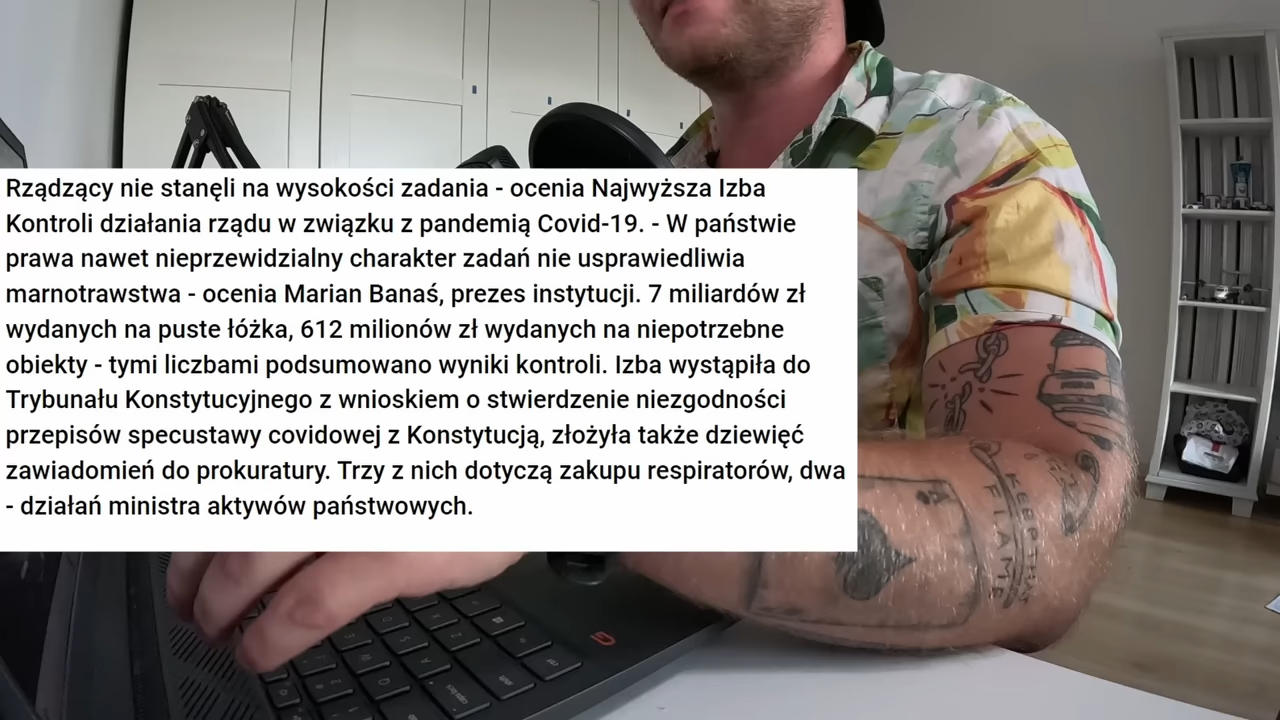 Rządzący nie stanęli na wysokości zadania - ocenia Najwyższa Izba
Kontroli działania rządu w związku z pandemią Covid-19. - W państwie
prawa nawet nieprzewidzialny charakter zadań nie usprawiedliwia
marnotrawstwa - ocenia Marian Banaś, prezes instytucji. 7 miliardów zł
wydanych na puste łóżka, 612 milionów zł wydanych na niepotrzebne
obiekty - tymi liczbami podsumowano wyniki kontroli. Izba wystąpiła do
Trybunału Konstytucyjnego z wnioskiem o stwierdzenie niezgodności
przepisów specustawy covidowej z Konstytucją, złożyła także dziewięć
zawiadomień do prokuratury. Trzy z nich dotyczą zakupu respiratorów, dwa
- działań ministra aktywów państwowych.
KEEP THAT
FLAME